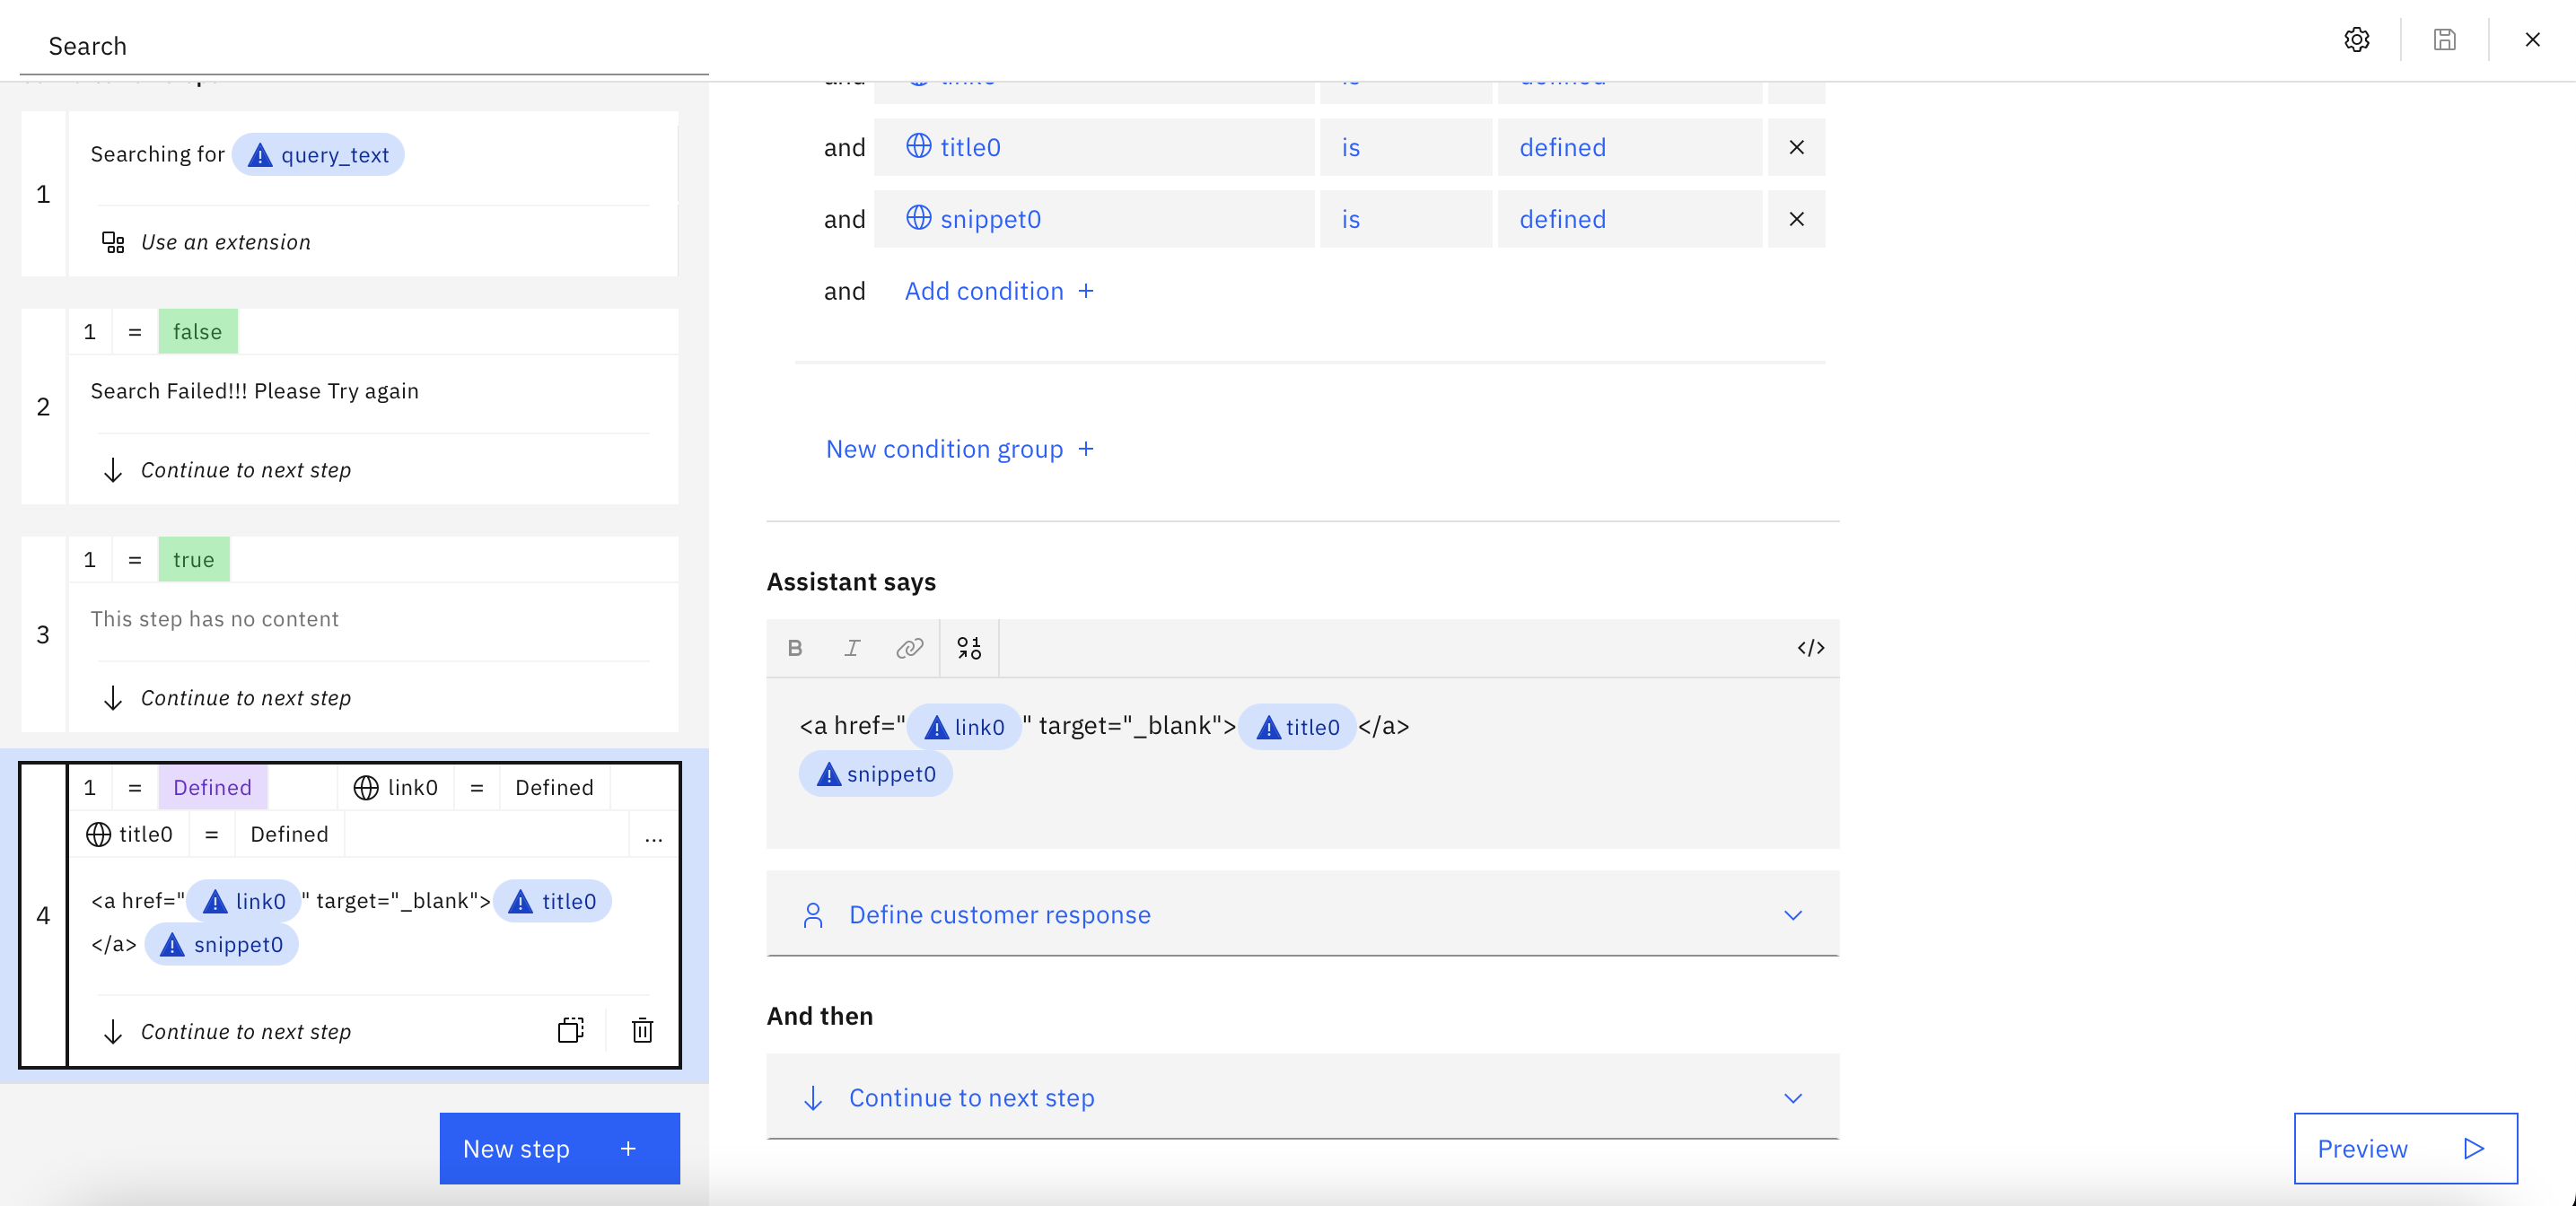 Search
1
Searching for query_text
Use an extension
2
1 = false
Search Failed!!! Please Try again
Continue to next step
3
1 = true
This step has no content
Continue to next step
4
1 = Defined link0 = Defined
title0 = Defined ...
<a href="link0" target="_blank">title0
</a> snippet0
Continue to next step
New step +
and title0 is defined
and snippet0 is defined
and Add condition +
New condition group +
Assistant says
B I </>
<a href="link0" target="_blank">title0</a>
snippet0
Define customer response
And then
Continue to next step
Preview